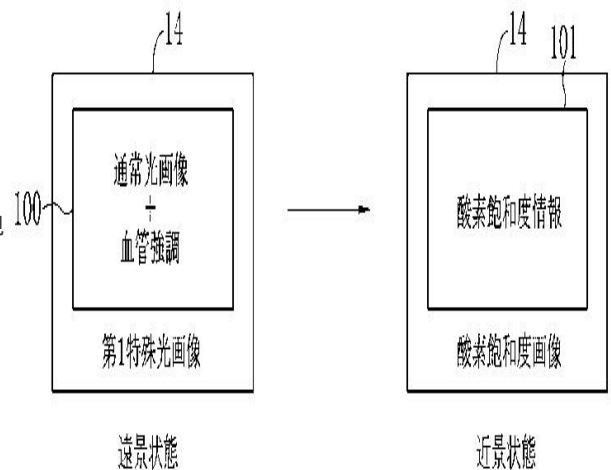 14
100
通常光画像
+
血管強調
第1特殊光画像
遠景状態
14
101
酸素飽和度情報
酸素飽和度画像
近景状態